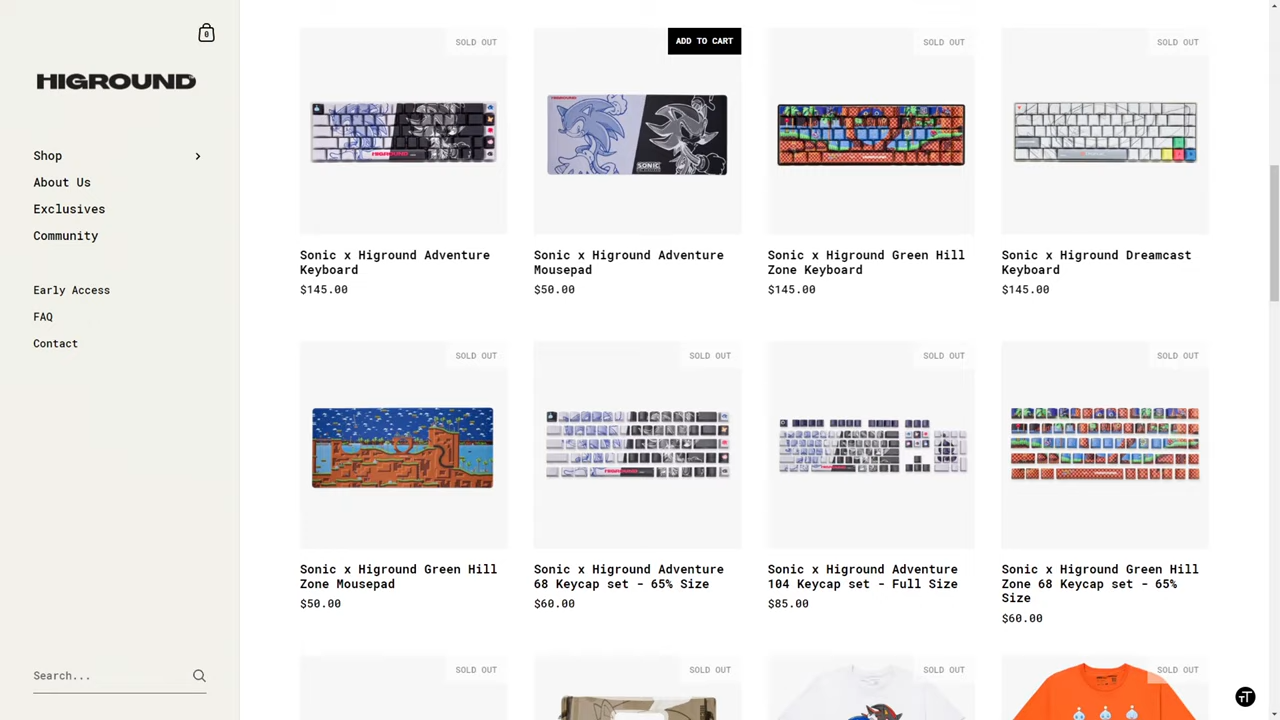 0
HIGROUND
Shop
About Us
Exclusives
Community
Early Access
FAQ
Contact
Search...
SOLD OUT
ADD TO CART
SOLD OUT
SOLD OUT
HIGROUND
SONIC
Sonic x Higround Adventure
Keyboard
$145.00
Sonic x Higround Adventure
Mousepad
$50.00
Sonic x Higround Green Hill
Zone Keyboard
$145.00
Sonic x Higround Dreamcast
Keyboard
$145.00
SOLD OUT
SOLD OUT
SOLD OUT
SOLD OUT
Sonic x Higround Green Hill
Zone Mousepad
$50.00
Sonic x Higround Adventure
68 Keycap set - 65% Size
$60.00
Sonic x Higround Adventure
104 Keycap set - Full Size
$85.00
Sonic x Higround Green Hill
Zone 68 Keycap set - 65%
Size
$60.00
SOLD OUT
SOLD OUT
SOLD OUT
SOLD OUT